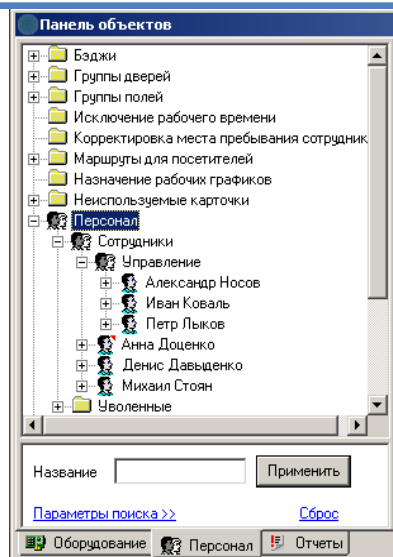 Панель объектов
Бэджи
Группы дверей
Группы полей
Исключение рабочего времени
Корректировка места пребывания сотрудник
Маршруты для посетителей
Назначение рабочих графиков
Неиспользуемые карточки
Персонал
Сотрудники
Управление
Александр Носов
Иван Коваль
Петр Лыков
Анна Доценко
Денис Давыденко
Михаил Стоян
Уволенные
Название Применить
Параметры поиска >> Сброс
Оборудование Персонал Отчеты